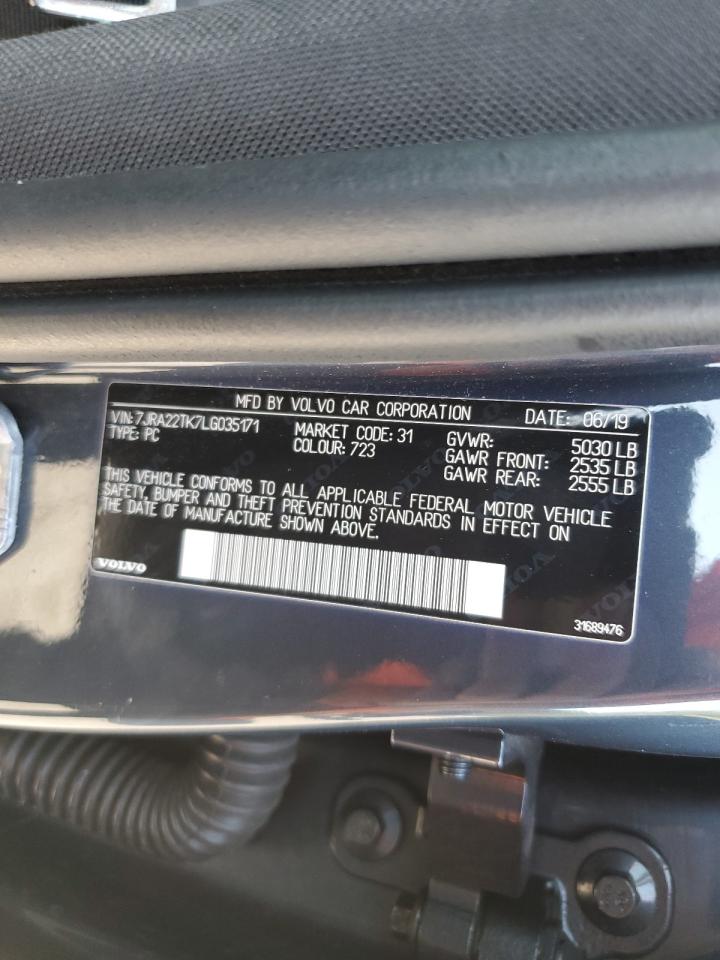 MFD BY VOLVO CAR CORPORATION DATE: 06/19
VIN: 7JRA22TK7LG035171 MARKET CODE: 31 GVWR: 5030 LB
TYPE: PC COLOUR: 723 GAWR FRONT: 2535 LB
GAWR REAR: 2555 LB
THIS VEHICLE CONFORMS TO ALL APPLICABLE FEDERAL MOTOR VEHICLE
SAFETY, BUMPER AND THEFT PREVENTION STANDARDS IN EFFECT ON
THE DATE OF MANUFACTURE SHOWN ABOVE.
VOLVO
31689476